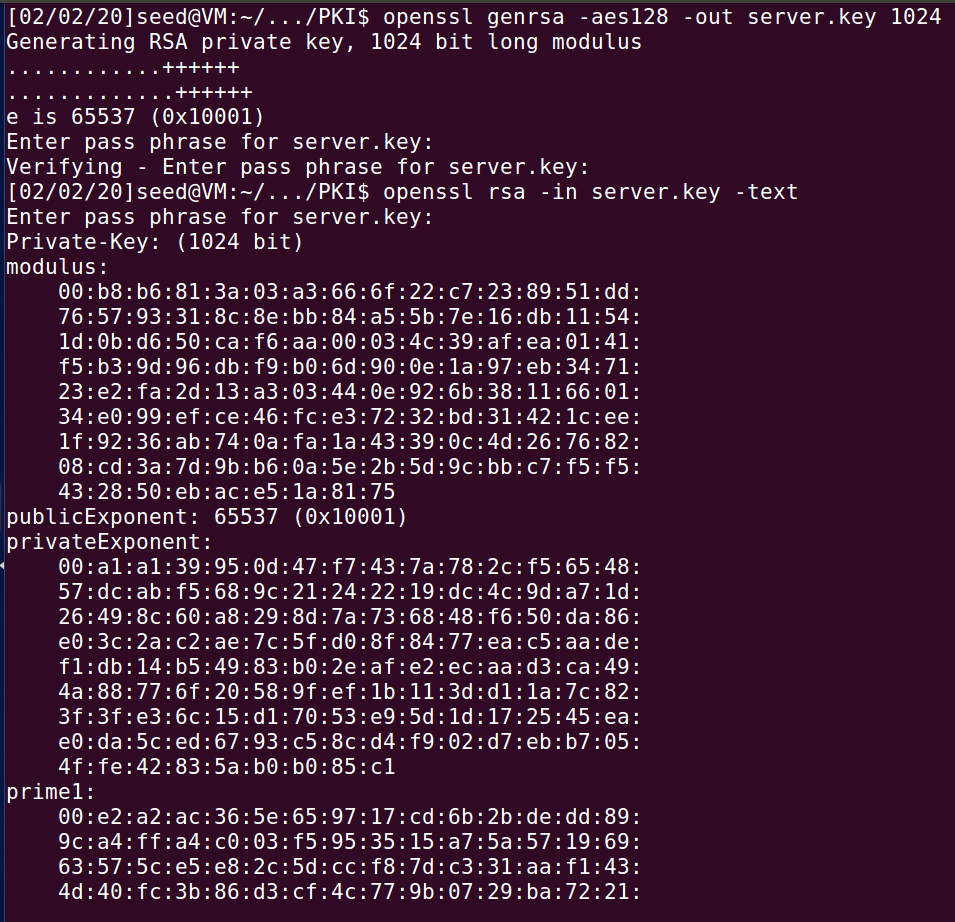 [02/02/20]seed@VM:~/.../PKI$ openssl genrsa -aes128 -out server.key 1024
Generating RSA private key, 1024 bit long modulus
............++++++
.............++++++
e is 65537 (0x10001)
Enter pass phrase for server.key:
Verifying - Enter pass phrase for server.key:
[02/02/20]seed@VM:~/.../PKI$ openssl rsa -in server.key -text
Enter pass phrase for server.key:
Private-Key: (1024 bit)
modulus:
    00:b8:b6:81:3a:03:a3:66:6f:22:c7:23:89:51:dd:
    76:57:93:31:8c:8e:bb:84:a5:5b:7e:16:db:11:54:
    1d:0b:d6:50:ca:f6:aa:00:03:4c:39:af:ea:01:41:
    f5:b3:9d:96:db:f9:b0:6d:90:0e:1a:97:eb:34:71:
    23:e2:fa:2d:13:a3:03:44:0e:92:6b:38:11:66:01:
    34:e0:99:ef:ce:46:fc:e3:72:32:bd:31:42:1c:ee:
    1f:92:36:ab:74:0a:fa:1a:43:39:0c:4d:26:76:82:
    08:cd:3a:7d:9b:b6:0a:5e:2b:5d:9c:bb:c7:f5:f5:
    43:28:50:eb:ac:e5:1a:81:75
publicExponent: 65537 (0x10001)
privateExponent:
    00:a1:a1:39:95:0d:47:f7:43:7a:78:2c:f5:65:48:
    57:dc:ab:f5:68:9c:21:24:22:19:dc:4c:9d:a7:1d:
    26:49:8c:60:a8:29:8d:7a:73:68:48:f6:50:da:86:
    e0:3c:2a:c2:ae:7c:5f:d0:8f:84:77:ea:c5:aa:de:
    f1:db:14:b5:49:83:b0:2e:af:e2:ec:aa:d3:ca:49:
    4a:88:77:6f:20:58:9f:ef:1b:11:3d:d1:1a:7c:82:
    3f:3f:e3:6c:15:d1:70:53:e9:5d:1d:17:25:45:ea:
    e0:da:5c:ed:67:93:c5:8c:d4:f9:02:d7:eb:b7:05:
    4f:fe:42:83:5a:b0:b0:85:c1
prime1:
    00:e2:a2:ac:36:5e:65:97:17:cd:6b:2b:de:dd:89:
    9c:a4:ff:a4:c0:03:f5:95:35:15:a7:5a:57:19:69:
    63:57:5c:e5:e8:2c:5d:cc:f8:7d:c3:31:aa:f1:43:
    4d:40:fc:3b:86:d3:cf:4c:77:9b:07:29:ba:72:21: